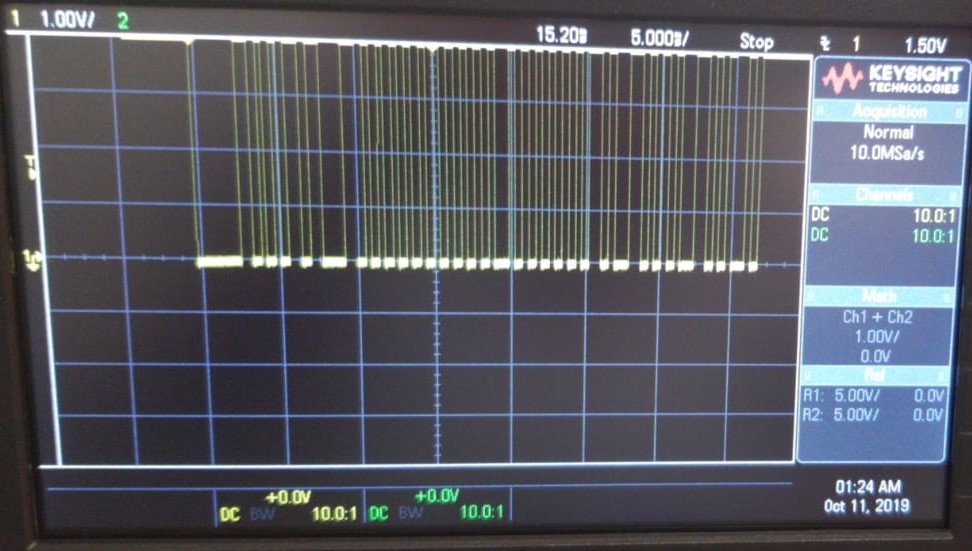 1 1.00V/ 2 15.20s 5.000s/ Stop 1 1.50V
KEYSIGHT
TECHNOLOGIES
Acquisition
Normal
10.0MSa/s
Channels
DC 10.0:1
DC 10.0:1
Math
Ch1 + Ch2
1.00V/
0.0V
Ref
R1: 5.00V/ 0.0V
R2: 5.00V/ 0.0V
+0.0V +0.0V
DC BW 10.0:1 DC BW 10.0:1
01:24 AM
Oct 11, 2019